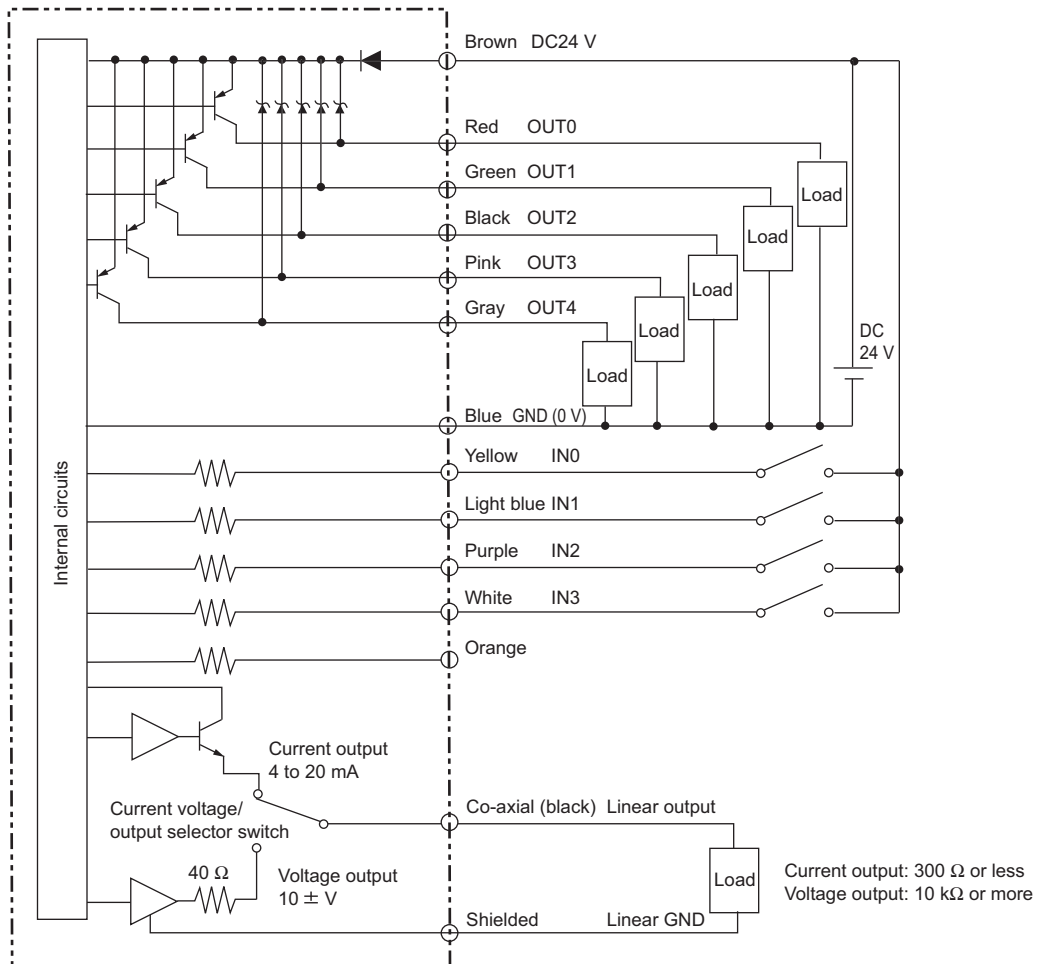 Brown DC24 V
Red OUT0
Load
Green OUT1
Load
Black OUT2
Load
Pink OUT3
Load
Gray OUT4
Load
DC
24 V
Blue GND (0 V)
Yellow IN0
Light blue IN1
Purple IN2
White IN3
Orange
Internal circuits
Current output
4 to 20 mA
Current voltage/
output selector switch
Co-axial (black) Linear output
40 Ω
Voltage output
10 ± V
Load
Current output: 300 Ω or less
Voltage output: 10 kΩ or more
Shielded Linear GND